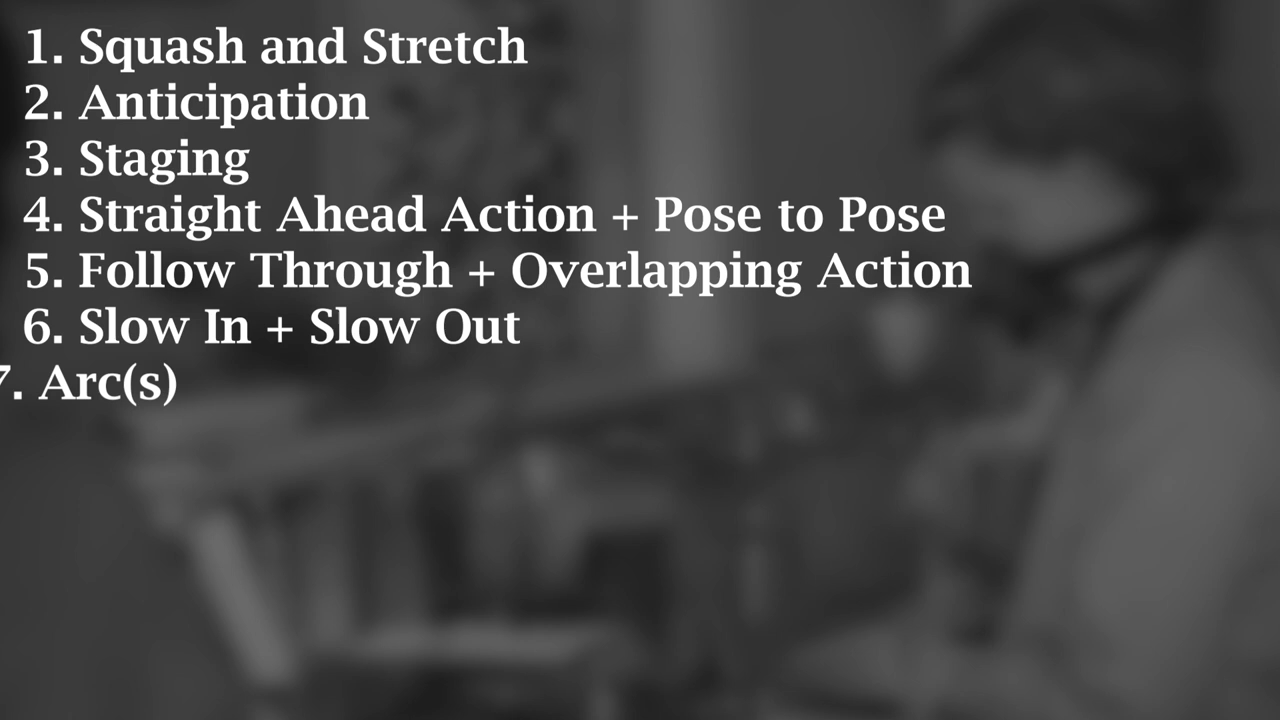 1. Squash and Stretch
2. Anticipation
3. Staging
4. Straight Ahead Action + Pose to Pose
5. Follow Through + Overlapping Action
6. Slow In + Slow Out
7. Arc(s)